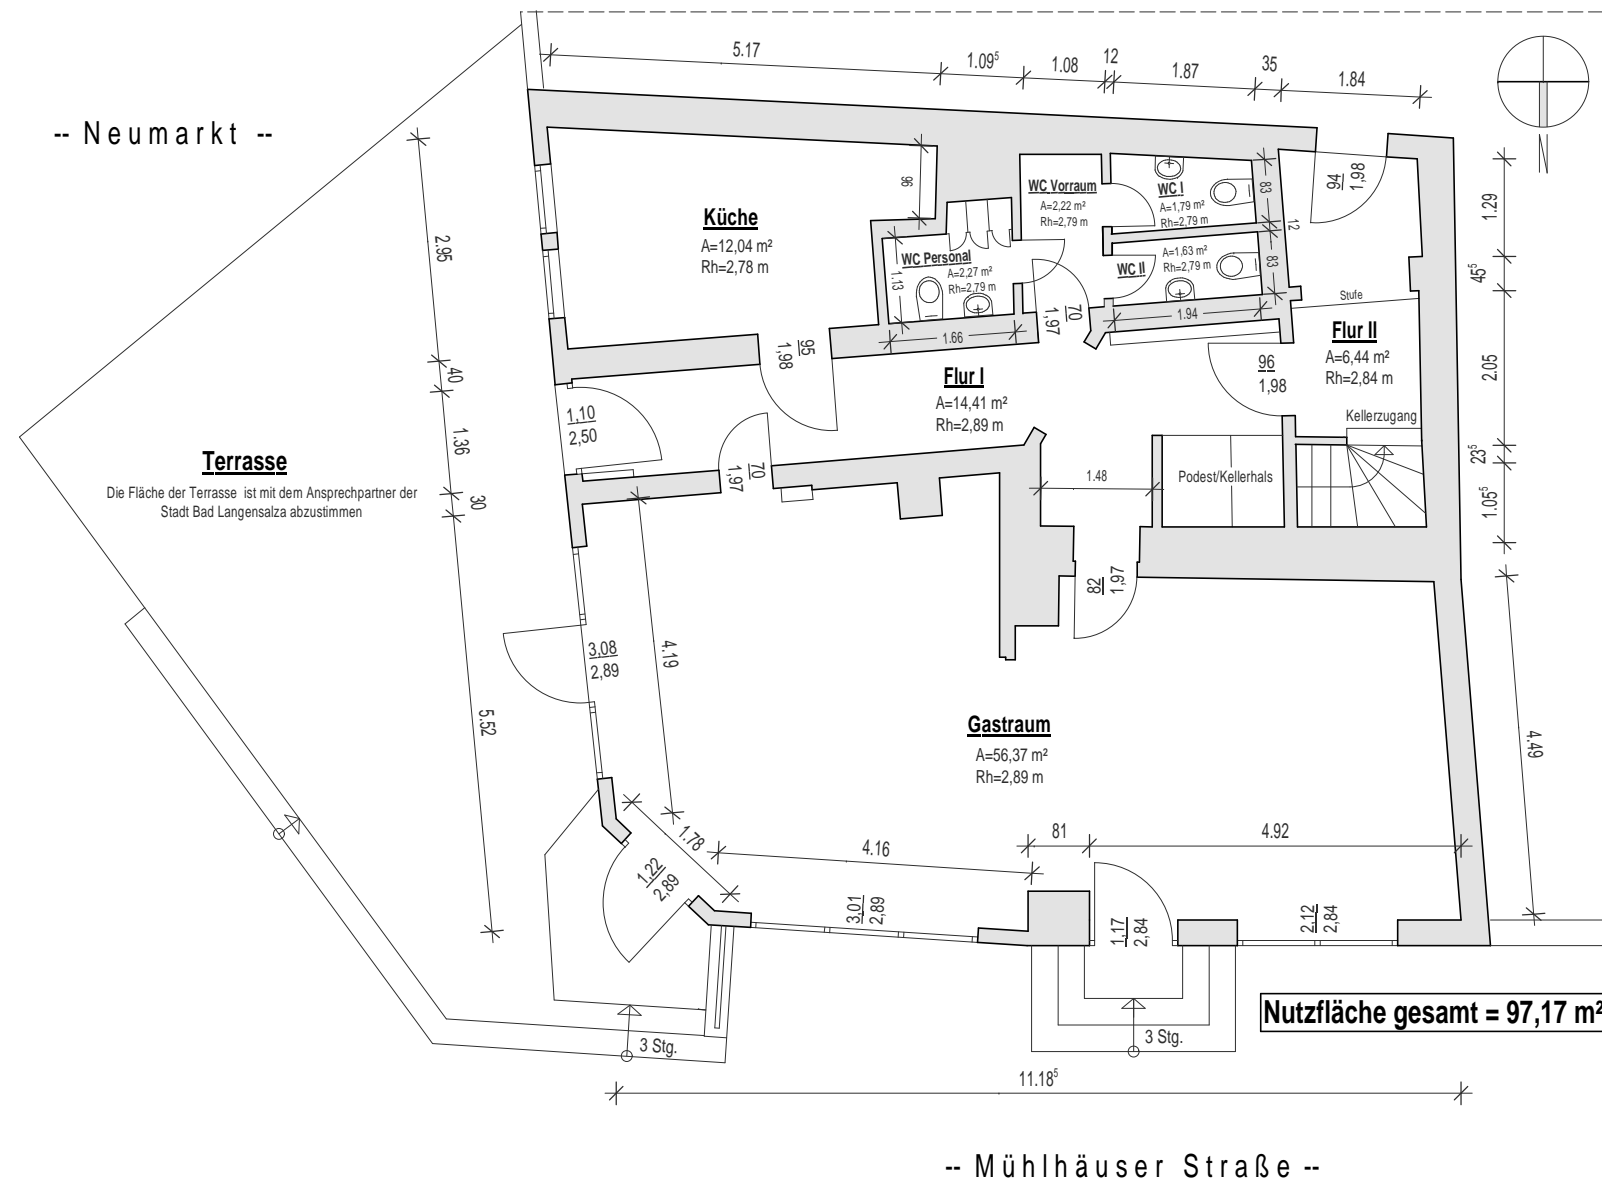 5.17
1.09⁵
1.08
12
1.87
35
1.84
-- Neumarkt --
N
2.95
40
1.36
30
5.52
Küche
A=12,04 m²
Rh=2,78 m
96
WC Personal
A=2,27 m²
Rh=2,79 m
1.13
1.66
WC Vorraum
A=2,22 m²
Rh=2,79 m
WC I
A=1,79 m²
Rh=2,79 m
WC II
A=1,63 m²
Rh=2,79 m
83
12
83
1.94
94
1,98
1.29
45⁵
2.05
23⁵
1.05⁵
4.49
Stufe
Flur II
A=6,44 m²
Rh=2,84 m
Kellerzugang
96
1,98
70
1,97
95
1,98
Flur I
A=14,41 m²
Rh=2,89 m
1,10
2,50
70
1,97
1.48
Podest/Kellerhals
82
1,97
Terrasse
Die Fläche der Terrasse ist mit dem Ansprechpartner der
Stadt Bad Langensalza abzustimmen
3,08
2,89
4.19
Gastraum
A=56,37 m²
Rh=2,89 m
1.78
1,22
2,89
4.16
81
4.92
3,01
2,89
1,17
2,84
2,12
2,84
Nutzfläche gesamt = 97,17 m²
3 Stg.
3 Stg.
11.18⁵
-- Mühlhäuser Straße --